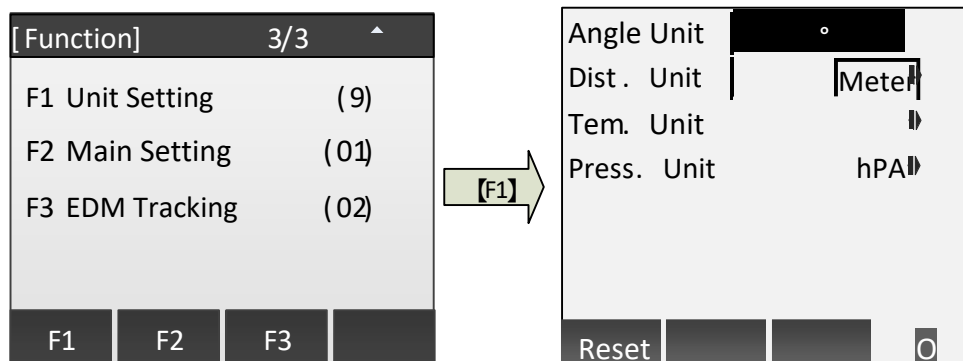 [Function] 3/3
F1 Unit Setting (9)
F2 Main Setting (01)
F3 EDM Tracking (02)
F1 F2 F3
【F1】
Angle Unit °
Dist. Unit Meter
Tem. Unit
Press. Unit hPA
Reset O